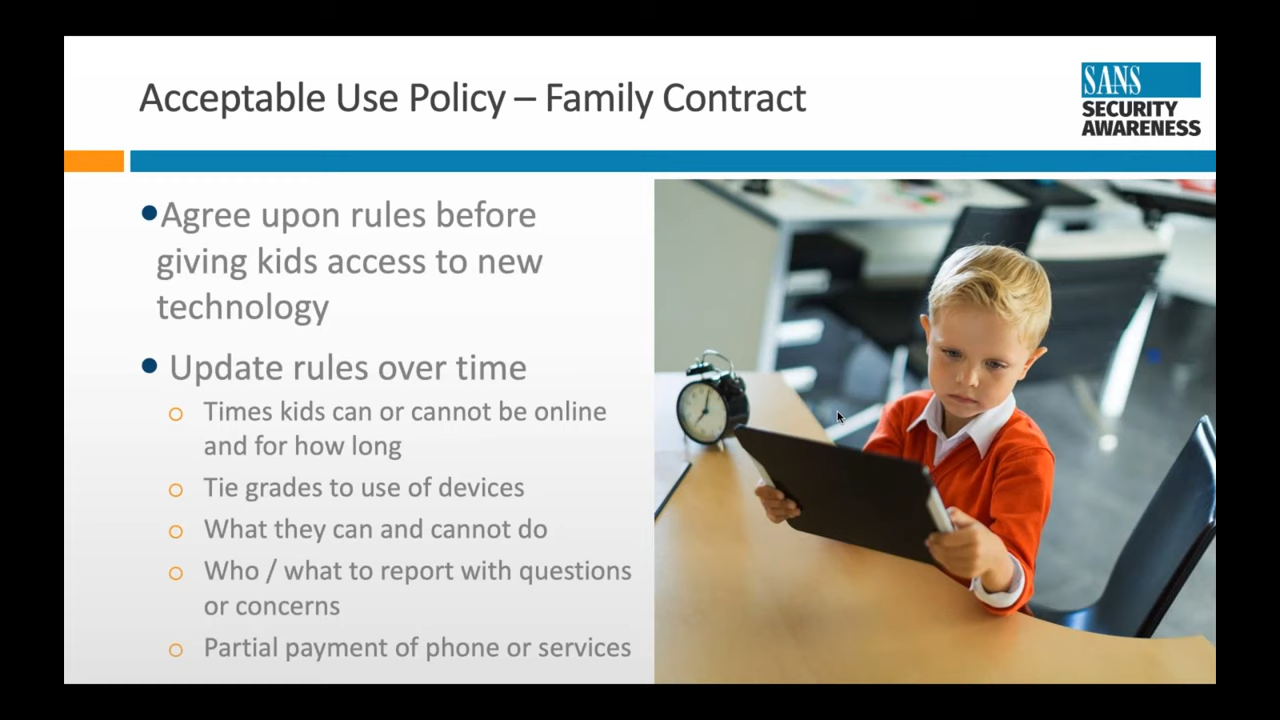 Acceptable Use Policy – Family Contract
SANS
SECURITY
AWARENESS
•Agree upon rules before
giving kids access to new
technology
• Update rules over time
o Times kids can or cannot be online
and for how long
o Tie grades to use of devices
o What they can and cannot do
o Who / what to report with questions
or concerns
o Partial payment of phone or services